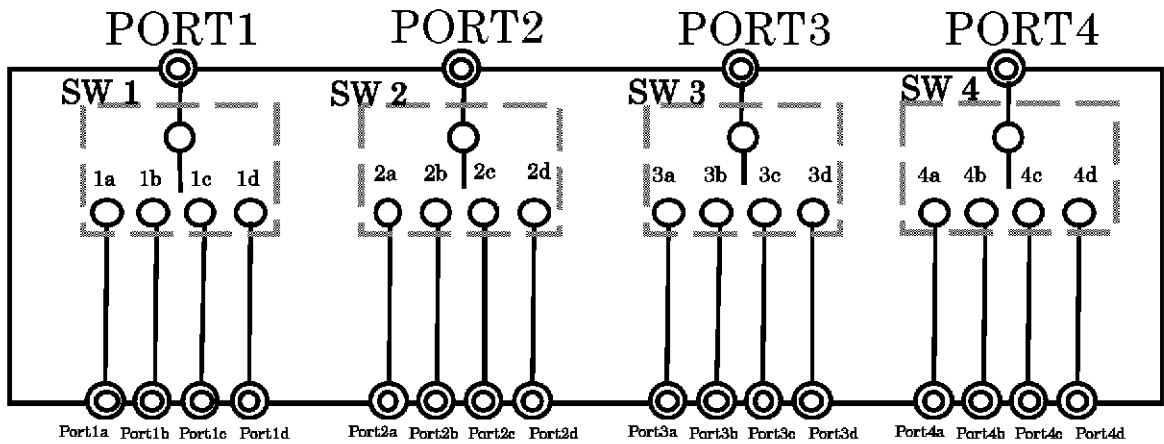 PORT1 PORT2 PORT3 PORT4
SW 1 SW 2 SW 3 SW 4
1a 1b 1c 1d 2a 2b 2c 2d 3a 3b 3c 3d 4a 4b 4c 4d
Port1a Port1b Port1c Port1d Port2a Port2b Port2c Port2d Port3a Port3b Port3c Port3d Port4a Port4b Port4c Port4d